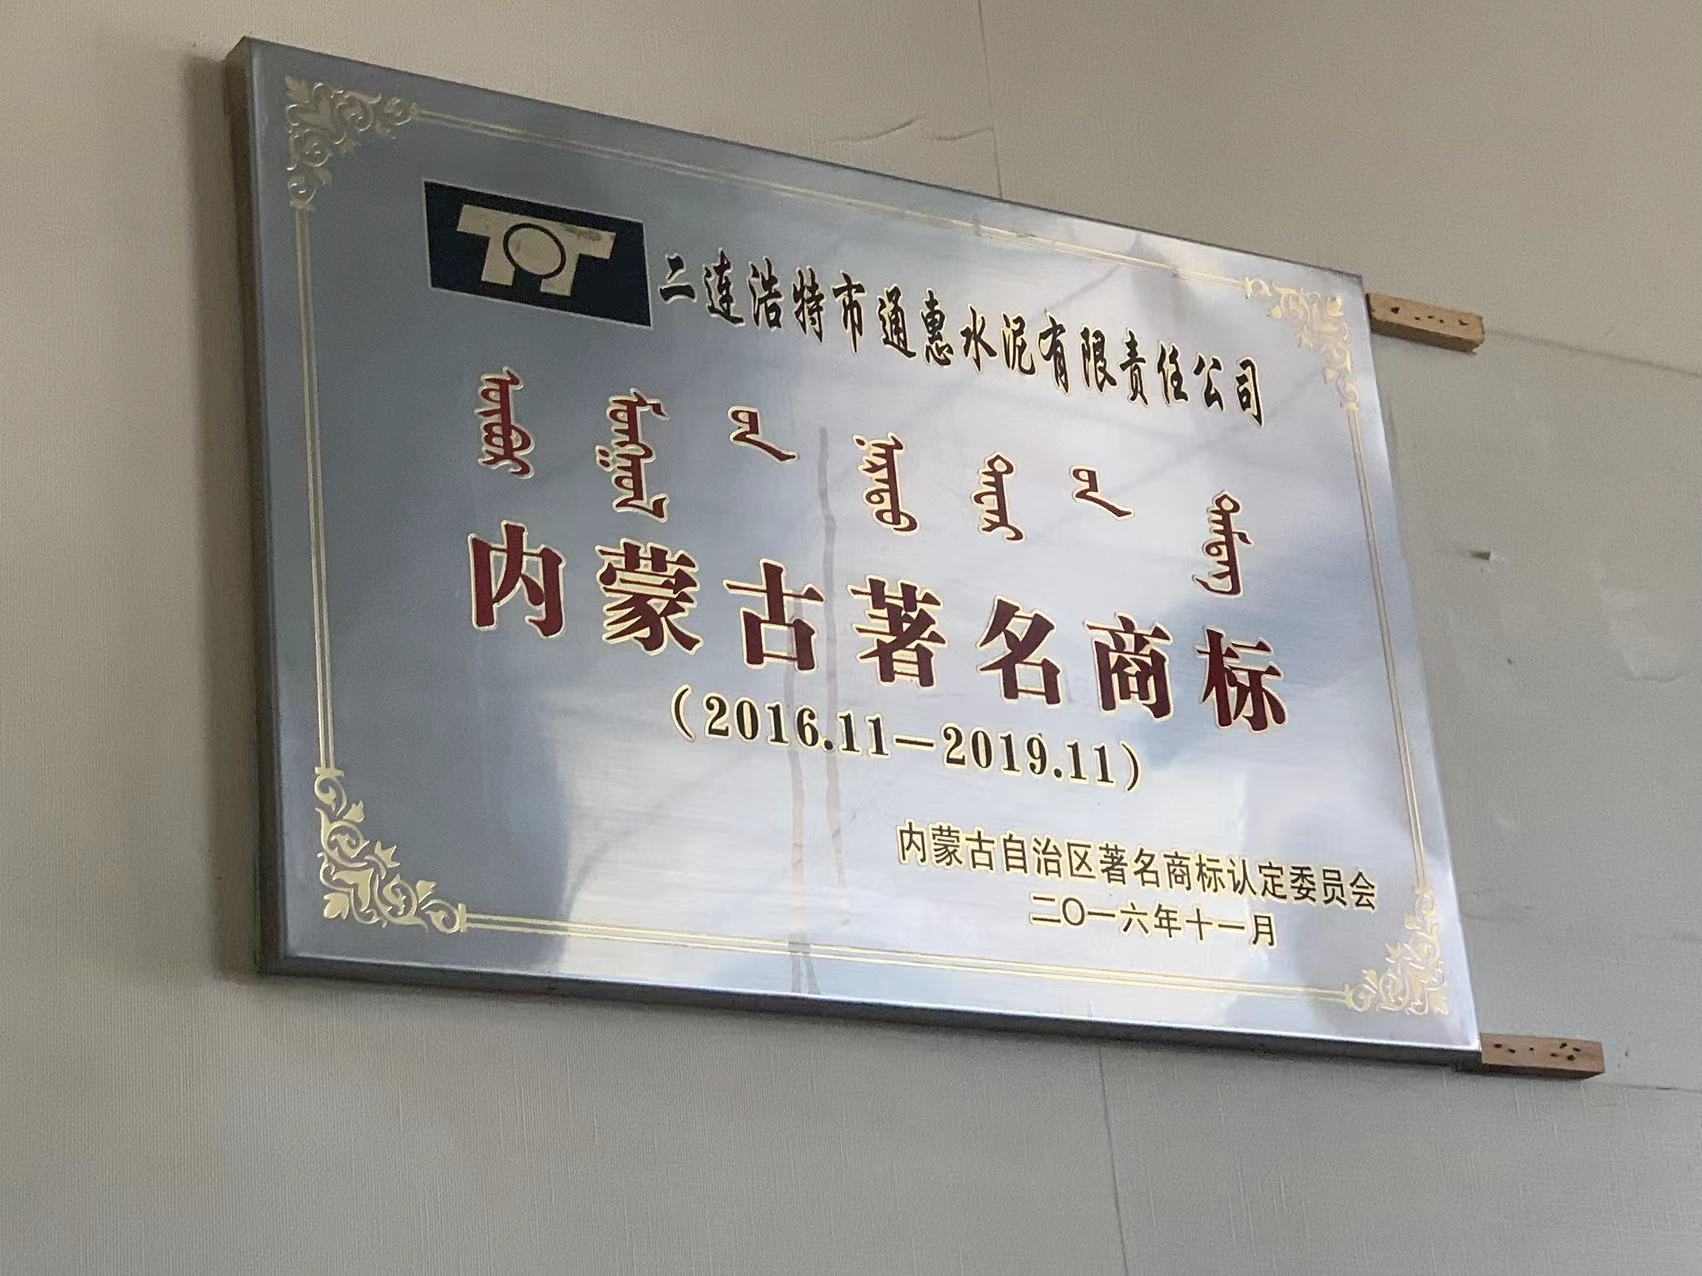 二连浩特市通惠水泥有限责任公司
内蒙古著名商标
（2016.11—2019.11）
内蒙古自治区著名商标认定委员会
二〇一六年十一月